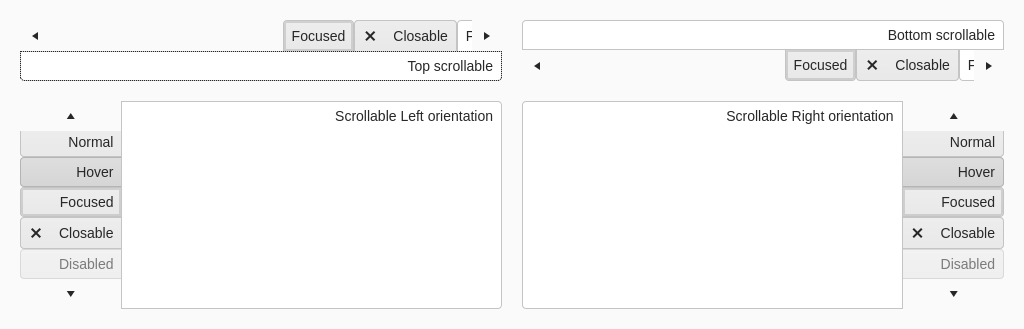 Focused
Closable
Top scrollable
Bottom scrollable
Focused
Closable
Scrollable Left orientation
Normal
Hover
Focused
Closable
Disabled
Scrollable Right orientation
Normal
Hover
Focused
Closable
Disabled